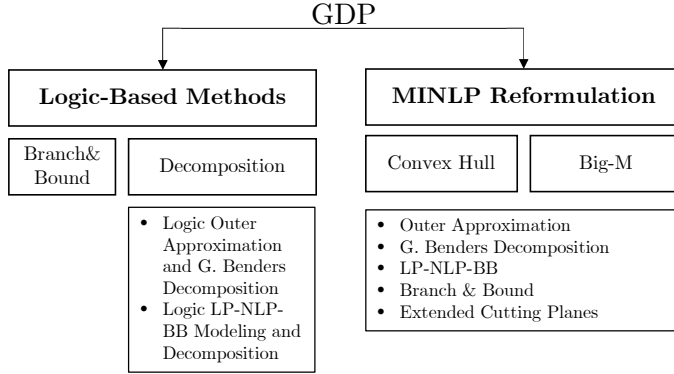 GDP
Logic-Based Methods
MINLP Reformulation
Branch&
Bound
Decomposition
Convex Hull
Big-M
• Logic Outer
Approximation
and G. Benders
Decomposition
• Logic LP-NLP-
BB Modeling and
Decomposition
• Outer Approximation
• G. Benders Decomposition
• LP-NLP-BB
• Branch & Bound
• Extended Cutting Planes